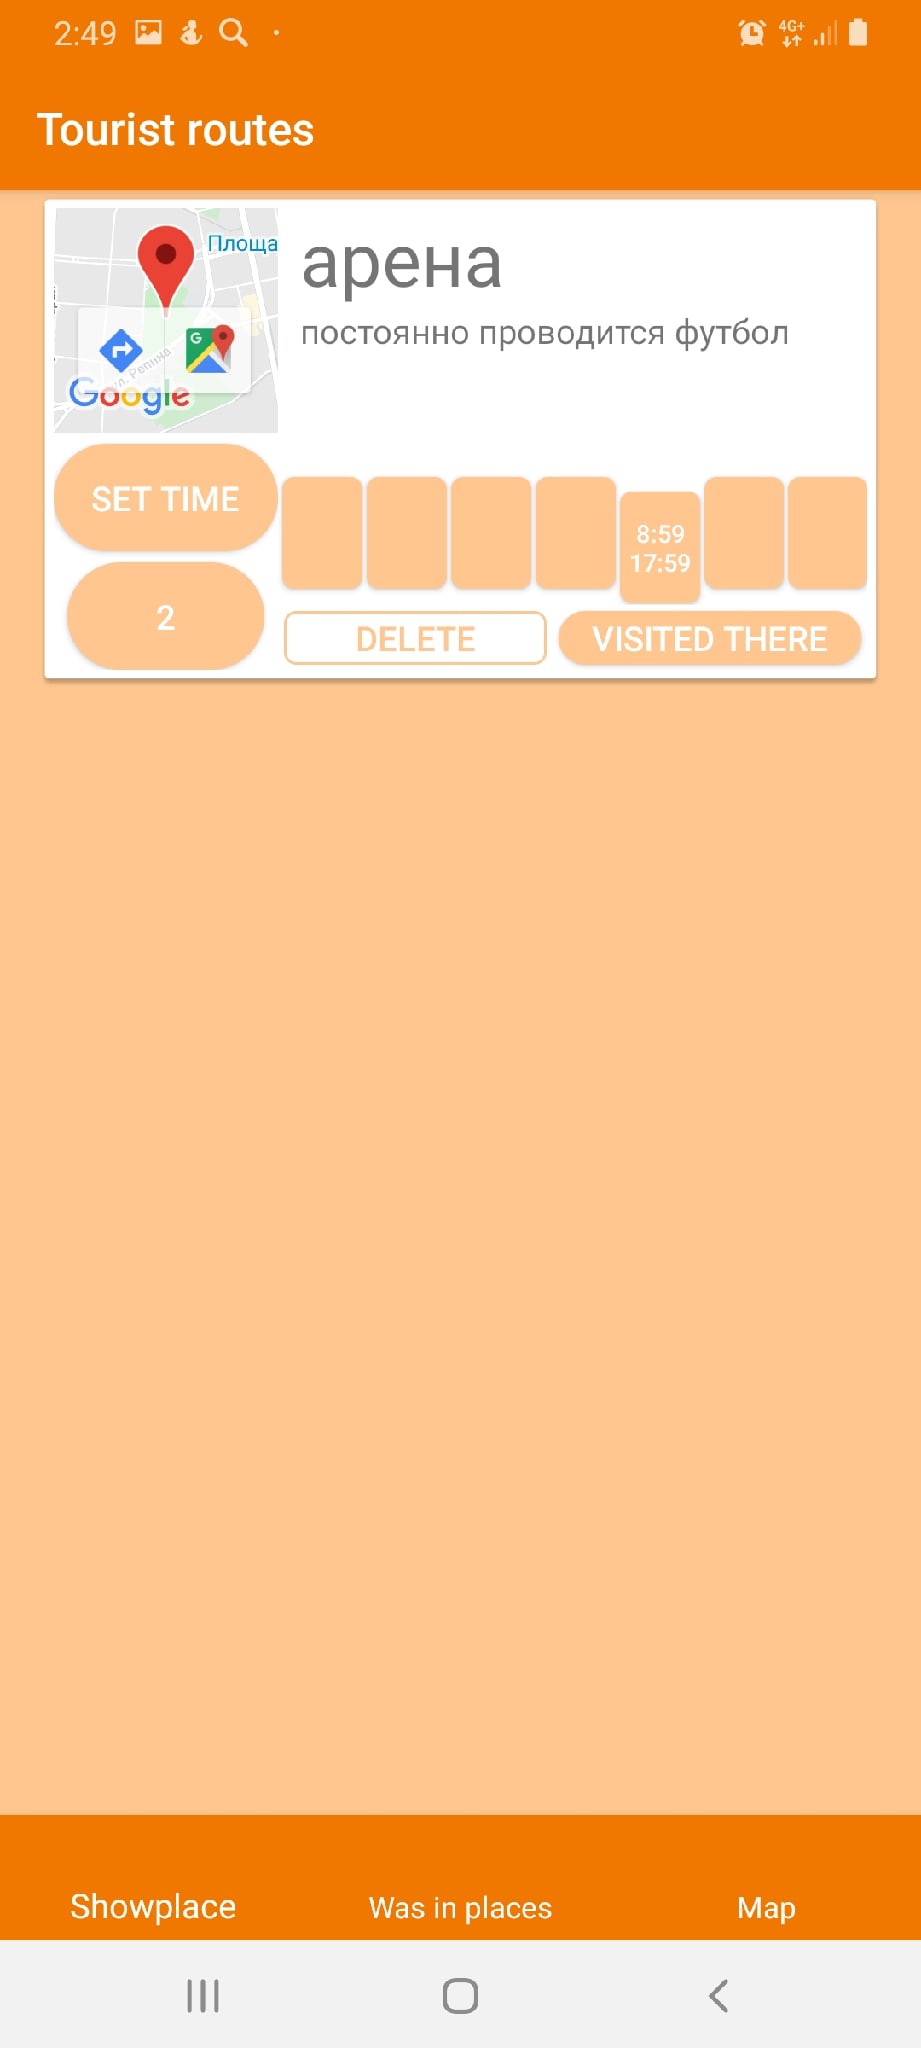 2:49
4G+
Tourist routes
Площа
ул. Репина
Google
арена
постоянно проводится футбол
SET TIME
8:59
17:59
2
DELETE
VISITED THERE
Showplace
Was in places
Map